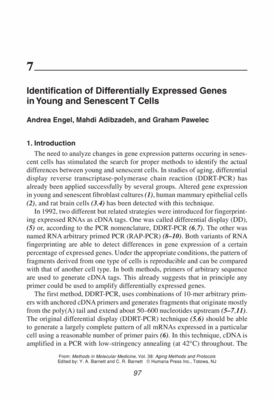 7
Identification of Differentially Expressed Genes
in Young and Senescent T Cells
Andrea Engel, Mahdi Adibzadeh, and Graham Pawelec
1. Introduction
The need to analyze changes in gene expression patterns occuring in senes-
cent cells has stimulated the search for proper methods to identify the actual
differences between young and senescent cells. In studies of aging, differential
display reverse transcriptase-polymerase chain reaction (DDRT-PCR) has
already been applied successfully by several groups. Altered gene expression
in young and senescent fibroblast cultures (1), human mammary epithelial cells
(2), and rat brain cells (3,4) has been detected with this technique.
In 1992, two different but related strategies were introduced for fingerprint-
ing expressed RNAs as cDNA tags. One was called differential display (DD),
(5) or, according to the PCR nomenclature, DDRT-PCR (6,7). The other was
named RNA arbitrary primed PCR (RAP-PCR) (8–10). Both variants of RNA
fingerprinting are able to detect differences in gene expression of a certain
percentage of expressed genes. Under the appropriate conditions, the pattern of
fragments derived from one type of cells is reproducible and can be compared
with that of another cell type. In both methods, primers of arbitrary sequence
are used to generate cDNA tags. This already suggests that in principle any
primer could be used to amplify differentially expressed genes.
The first method, DDRT-PCR, uses combinations of 10-mer arbitrary prim-
ers with anchored cDNA primers and generates fragments that originate mostly
from the poly(A) tail and extend about 50–600 nucleotides upstream (5–7,11).
The original differential display (DDRT-PCR) technique (5,6) should be able
to generate a largely complete pattern of all mRNAs expressed in a particular
cell using a reasonable number of primer pairs (6). In this technique, cDNA is
amplified in a PCR with low-stringency annealing (at 42°C) throughout. The
From: Methods in Molecular Medicine, Vol. 38: Aging Methods and Protocols
Edited by: Y. A. Barnett and C. R. Barnett © Humana Press Inc., Totowa, NJ
97